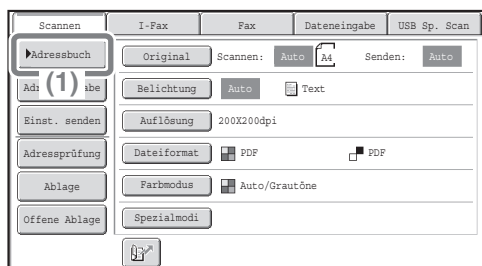 Scannen I-Fax Fax Dateneingabe USB Sp. Scan
Adressbuch Original Scannen: Auto A4 Senden: Auto
(1) Belichtung Auto Text
Einst. senden Auflösung 200X200dpi
Adressprüfung Dateiformat PDF PDF
Ablage Farbmodus Auto/Grautöne
Offene Ablage Spezialmodi